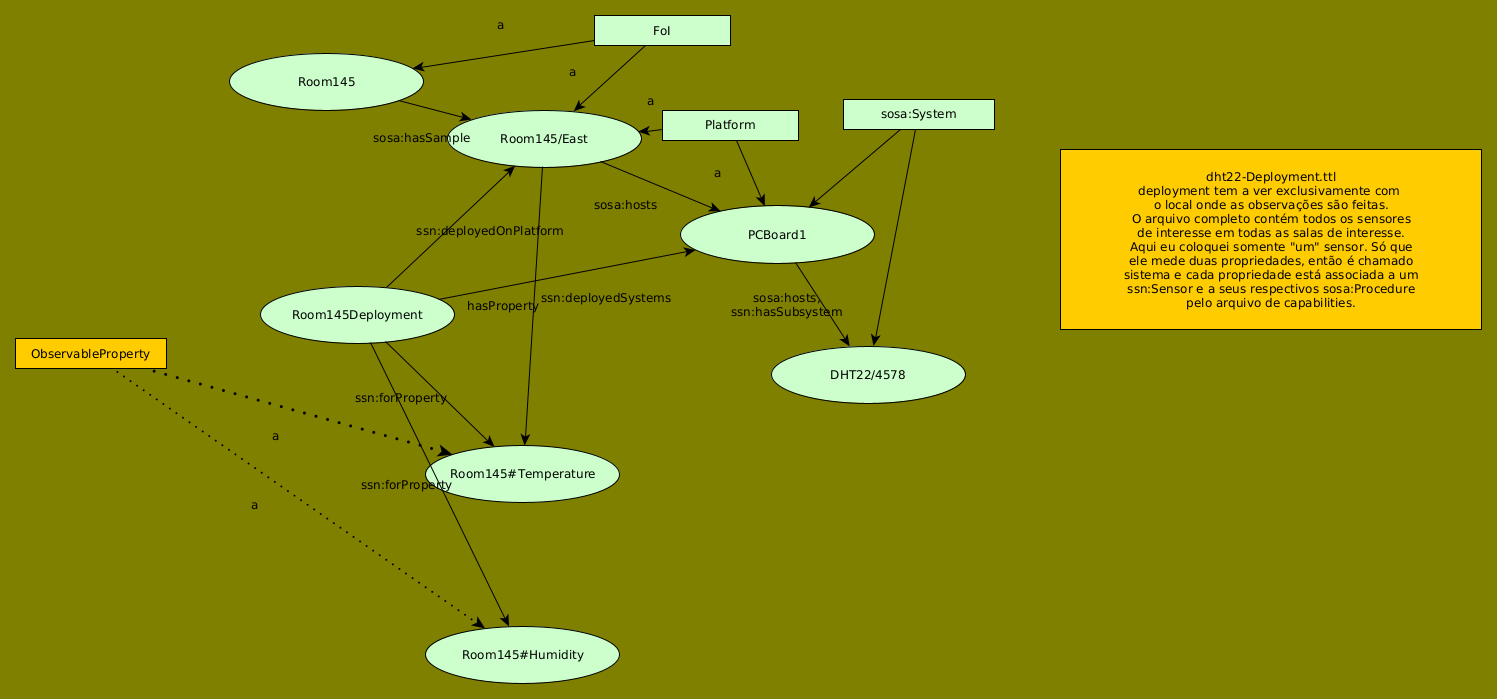 a
FoI
Room145
a
a
Platform
sosa:System
sosa:hasSample
Room145/East
a
sosa:hosts
ssn:deployedOnPlatform
PCBoard1
dht22-Deployment.ttl
deployment tem a ver exclusivamente com
o local onde as observações são feitas.
O arquivo completo contém todos os sensores
de interesse em todas as salas de interesse.
Aqui eu coloquei somente "um" sensor. Só que
ele mede duas propriedades, então é chamado
sistema e cada propriedade está associada a um
ssn:Sensor e a seus respectivos sosa:Procedure
pelo arquivo de capabilities.
hasProperty
ssn:deployedSystems
sosa:hosts,
ssn:hasSubsystem
Room145Deployment
ObservableProperty
DHT22/4578
ssn:forProperty
a
Room145#Temperature
ssn:forProperty
a
Room145#Humidity